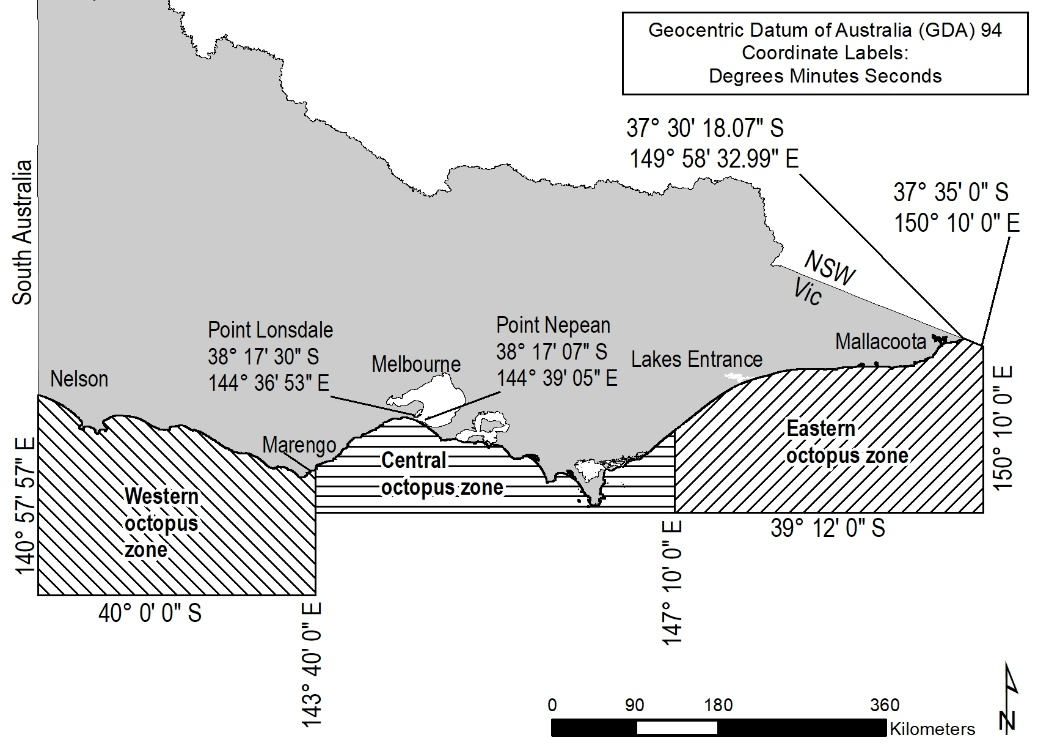 Geocentric Datum of Australia (GDA) 94
Coordinate Labels:
Degrees Minutes Seconds
37° 30' 18.07" S
149° 58' 32.99" E
37° 35' 0" S
150° 10' 0" E
South Australia
NSW
Vic
Point Lonsdale
38° 17' 30" S
144° 36' 53" E
Point Nepean
38° 17' 07" S
144° 39' 05" E
Melbourne
Lakes Entrance
Mallacoota
Nelson
Marengo
Central
octopus zone
Eastern
octopus zone
Western
octopus
zone
140° 57' 57" E
150° 10' 0" E
39° 12' 0" S
40° 0' 0" S
143° 40' 0" E
147° 10' 0" E
0 90 180 360
Kilometers
N